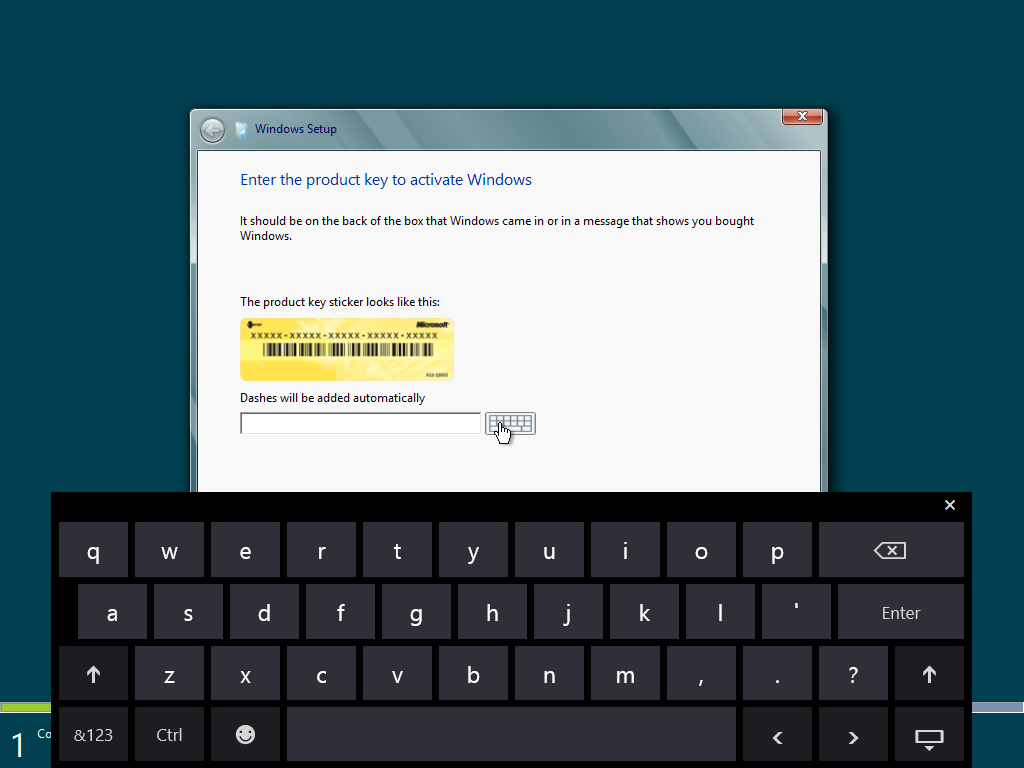 Windows Setup
Enter the product key to activate Windows
It should be on the back of the box that Windows came in or in a message that shows you bought
Windows.
The product key sticker looks like this:
Microsoft
XXXXX-XXXXX-XXXXX-XXXXX-XXXXX
Dashes will be added automatically
q w e r t y u i o p
a s d f g h j k l ' Enter
z x c v b n m , . ?
&123 Ctrl < >
1 Co